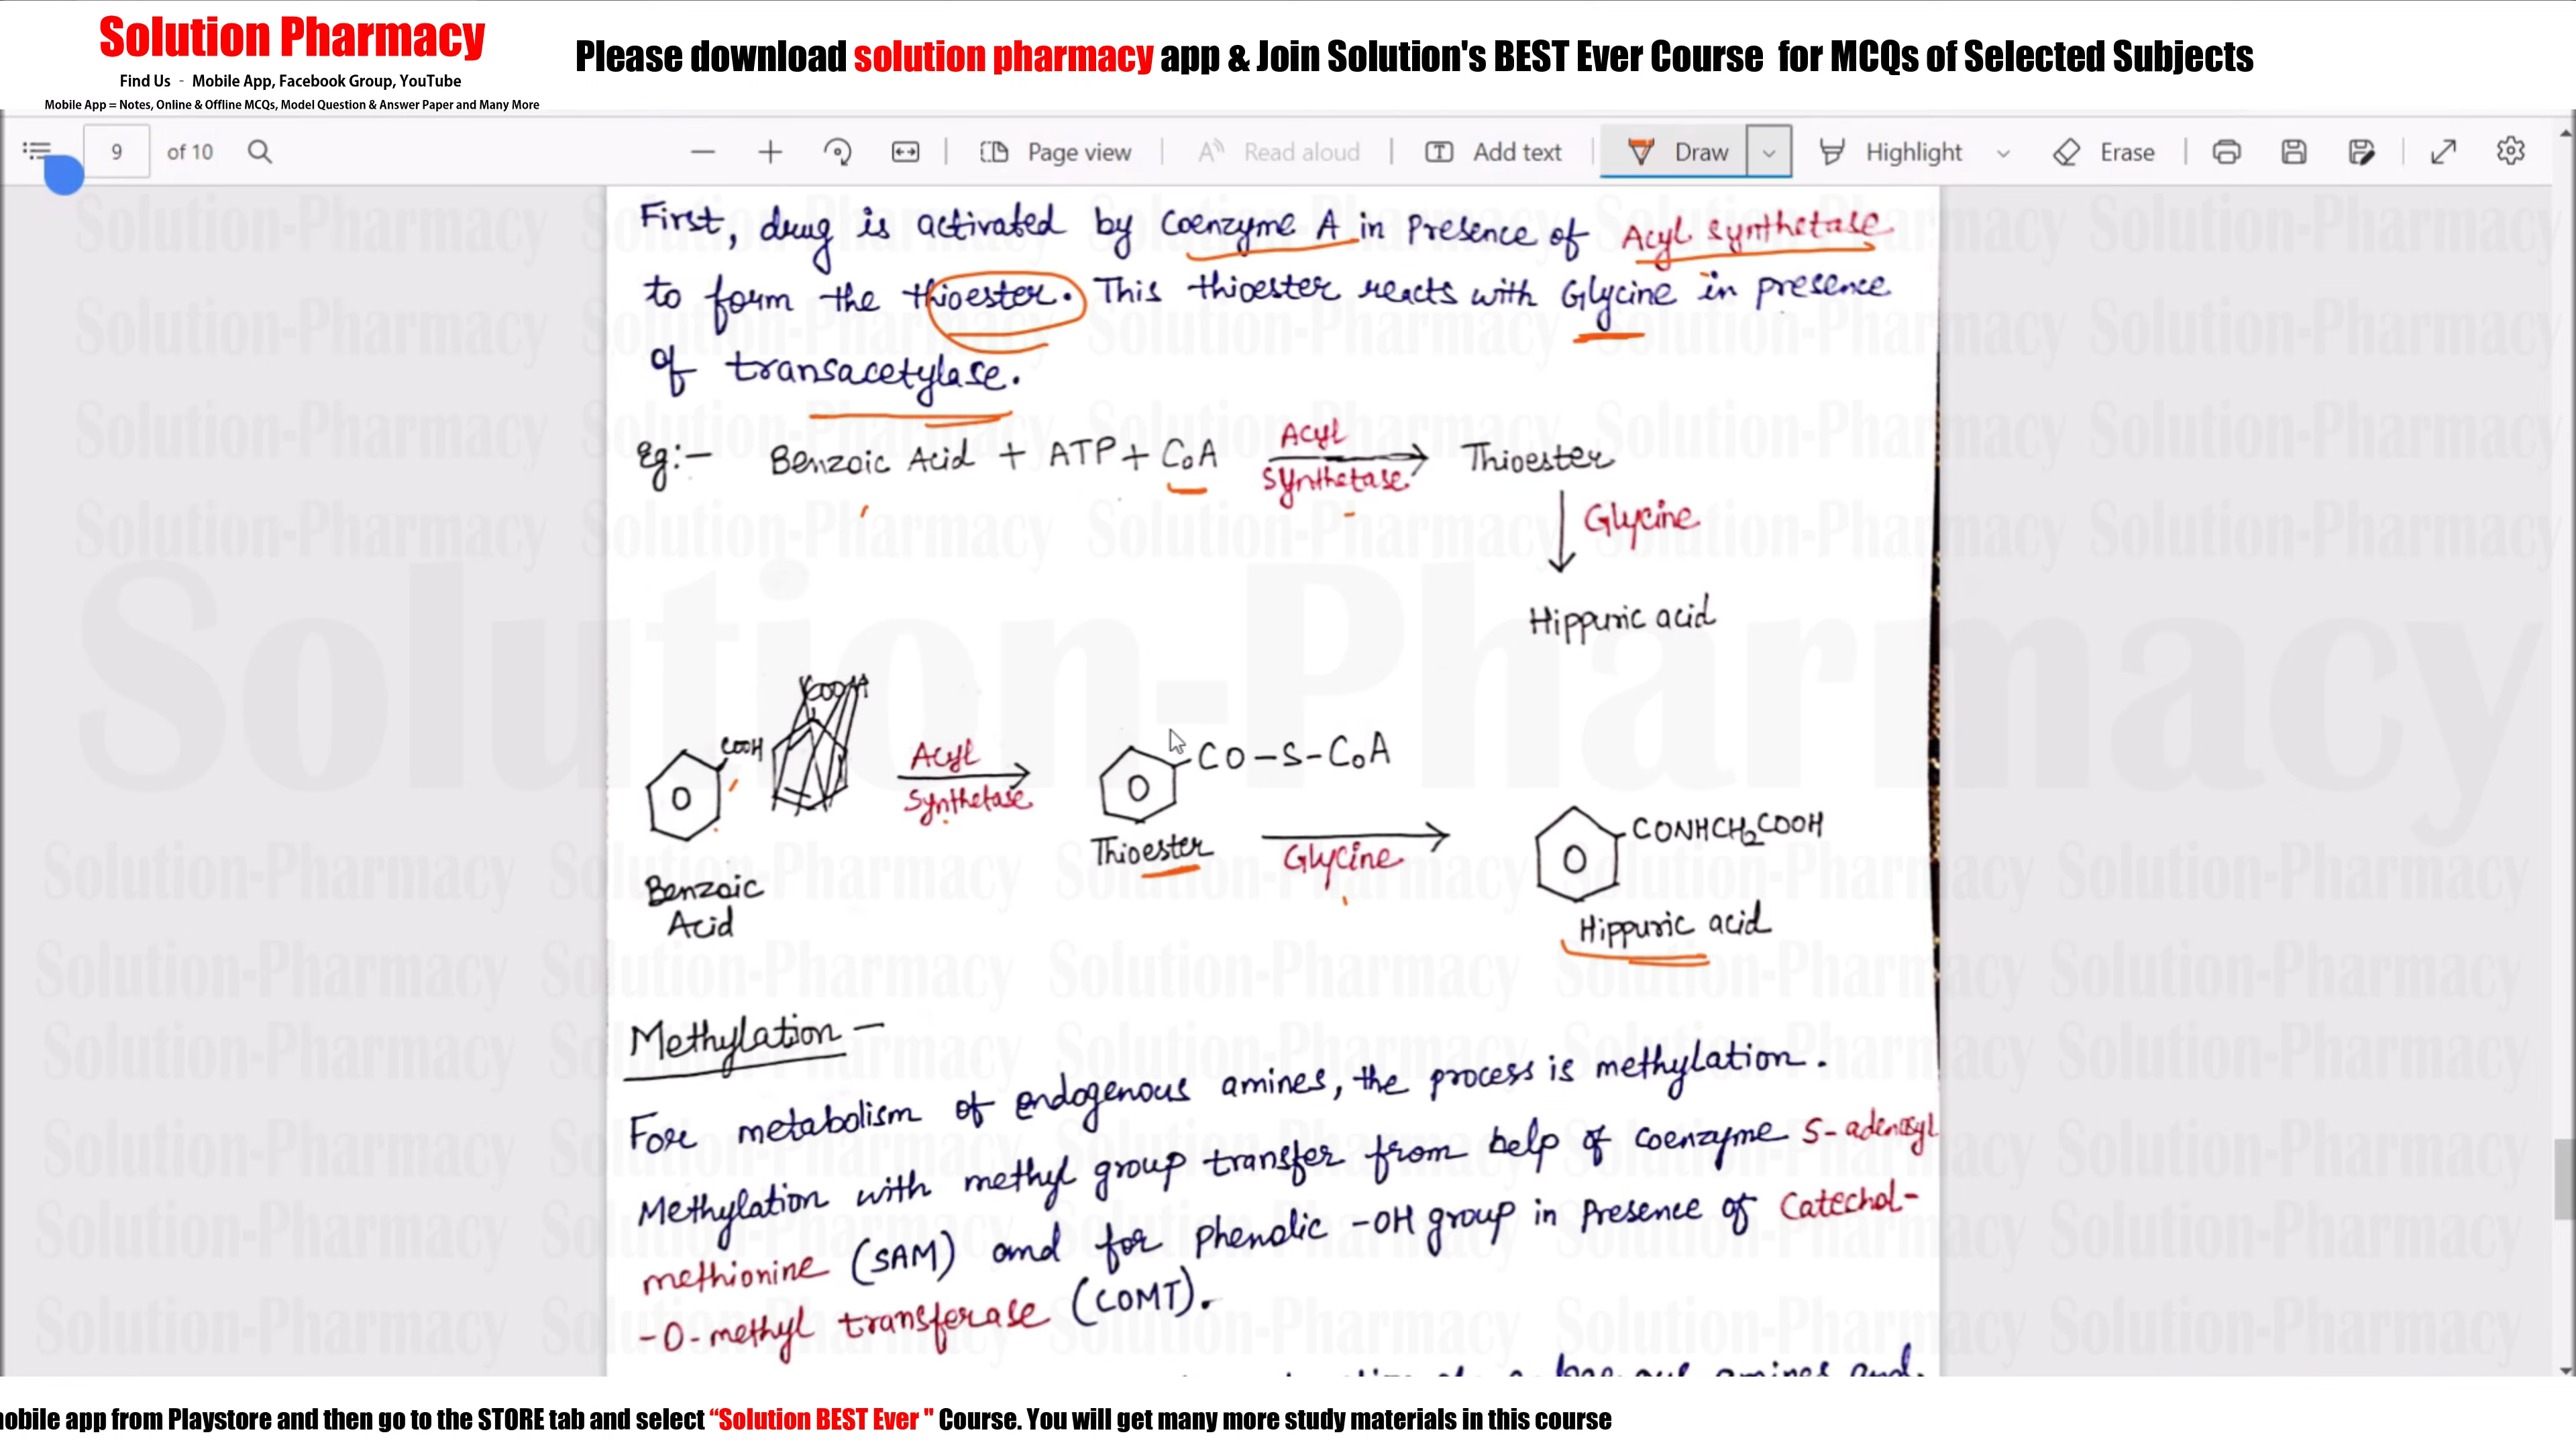 Solution Pharmacy
Find Us - Mobile App, Facebook Group, YouTube
Mobile App = Notes, Online & Offline MCQs, Model Question & Answer Paper and Many More
Please download solution pharmacy app & Join Solution's BEST Ever Course for MCQs of Selected Subjects
9 of 10
Page view
Read aloud
Add text
Draw
Highlight
Erase
First, drug is activated by Coenzyme A in Presence of Acyl synthetase
to form the thioester. This thioester reacts with Glycine in presence
of transacetylase.
Eg:- Benzoic Acid + ATP + CoA
Acyl
Synthetase
Thioester
Glycine
Hippuric acid
COOH
Benzoic
Acid
Acyl
Synthetase
CO-S-CoA
Thioester
Glycine
CONHCH2COOH
Hippuric acid
Methylation -
For metabolism of endogenous amines, the process is methylation.
Methylation with methyl group transfer from help of coenzyme S-adenosyl
methionine (SAM) and for phenolic -OH group in presence of Catechol-
-O-methyl transferase (COMT).
amines and
Solution-Pharmacy
mobile app from Playstore and then go to the STORE tab and select “Solution BEST Ever " Course. You will get many more study materials in this course